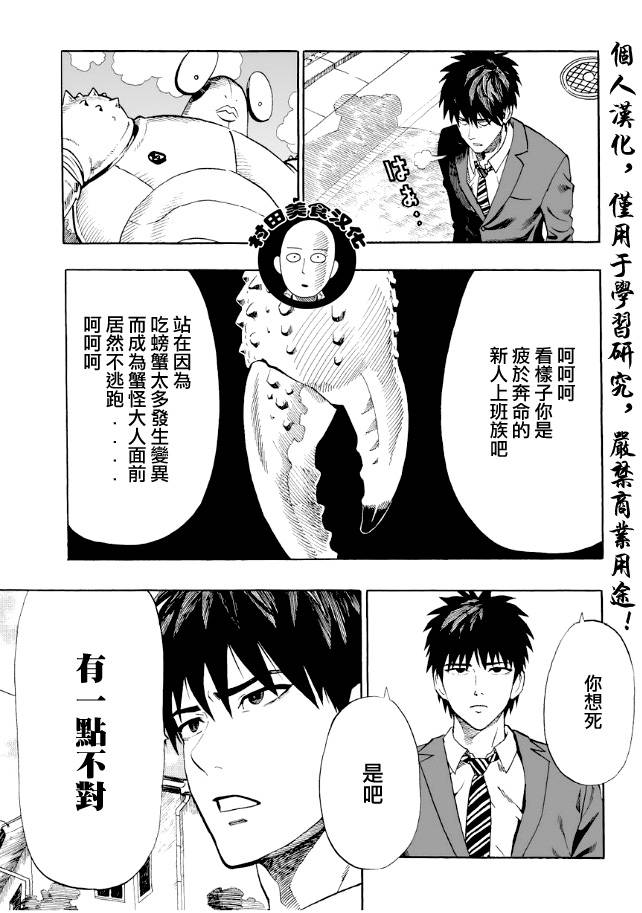 個人漢化，僅用于學習研究，嚴禁商業用途！
はぁ..
村田美食汉化
呵呵呵
看樣子你是
疲於奔命的
新人上班族吧
站在因為
吃螃蟹太多發生變異
而成為蟹怪大人面前
居然不逃跑....
呵呵呵
你想死
是吧
有一點不對